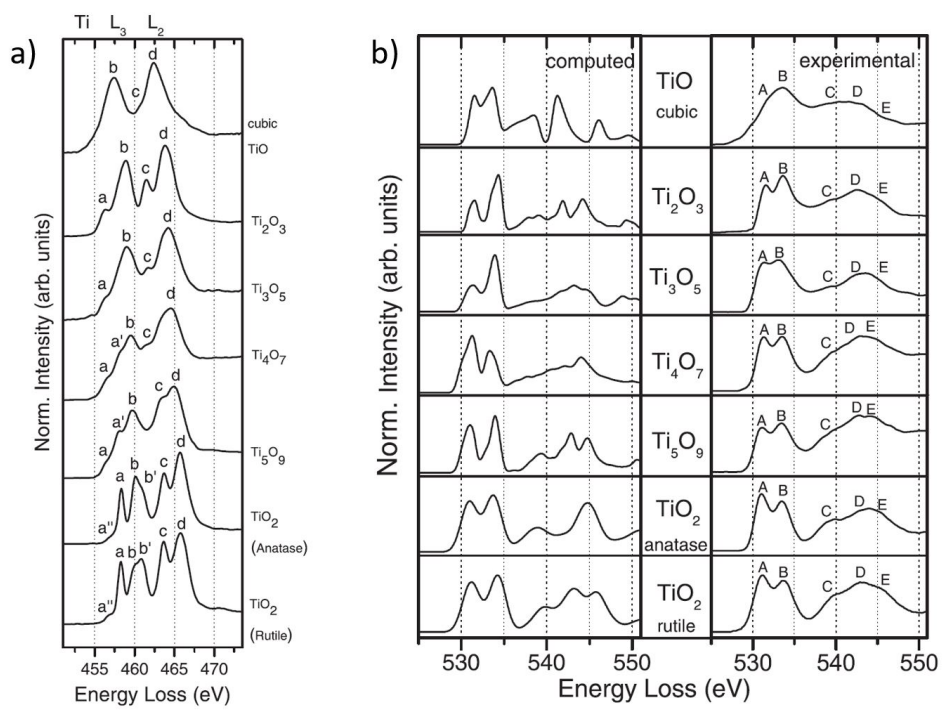 a)
Ti L3 L2
b c d
cubic
TiO
a b c d
Ti2O3
a b c d
Ti3O5
a a' b c d
Ti4O7
a a' b c d
Ti5O9
a" a b b' c d
TiO2
(Anatase)
a" a b b' c d
TiO2
(Rutile)
Norm. Intensity (arb. units)
455 460 465 470
Energy Loss (eV)
b)
computed
TiO
cubic
experimental
A B C D E
Ti2O3
A B C D E
Ti3O5
A B C D E
Ti4O7
A B C D E
Ti5O9
A B C D E
TiO2
anatase
A B C D E
TiO2
rutile
A B C D E
Norm. Intensity (arb. units)
530 540 550
530 540 550
Energy Loss (eV)